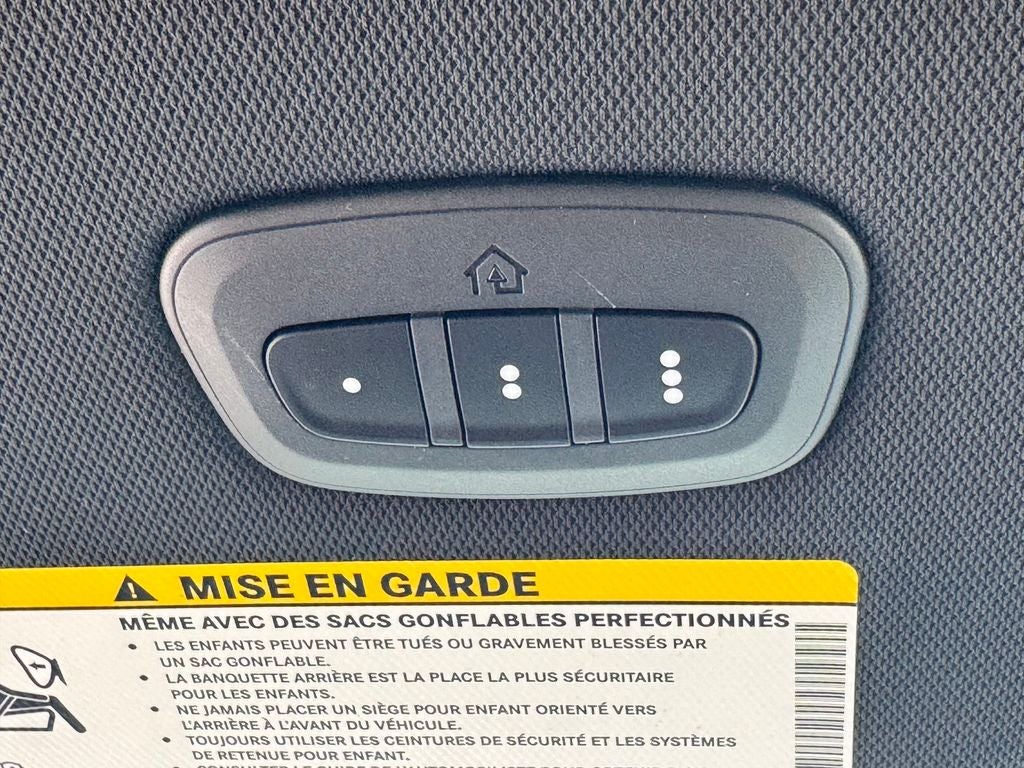 MISE EN GARDE
MÊME AVEC DES SACS GONFLABLES PERFECTIONNÉS
• LES ENFANTS PEUVENT ÊTRE TUÉS OU GRAVEMENT BLESSÉS PAR
UN SAC GONFLABLE.
• LA BANQUETTE ARRIÈRE EST LA PLACE LA PLUS SÉCURITAIRE
POUR LES ENFANTS.
• NE JAMAIS PLACER UN SIÈGE POUR ENFANT ORIENTÉ VERS
L'ARRIÈRE À L'AVANT DU VÉHICULE.
• TOUJOURS UTILISER LES CEINTURES DE SÉCURITÉ ET LES SYSTÈMES
DE RETENUE POUR ENFANT.